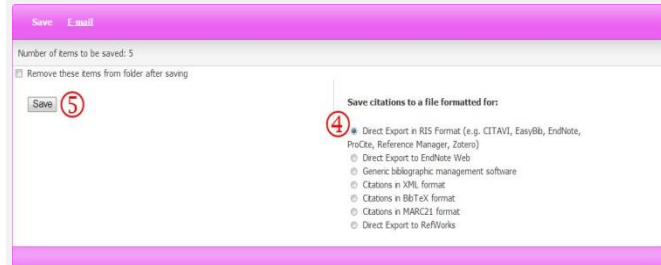 Save E-mail
Number of items to be saved: 5
Remove these items from folder after saving
Save 5
Save citations to a file formatted for:
4 Direct Export in RIS Format (e.g. CITAVI, EasyBib, EndNote,
ProCite, Reference Manager, Zotero)
Direct Export to EndNote Web
Generic bibliographic management software
Citations in XML format
Citations in BibTeX format
Citations in MARC21 format
Direct Export to RefWorks